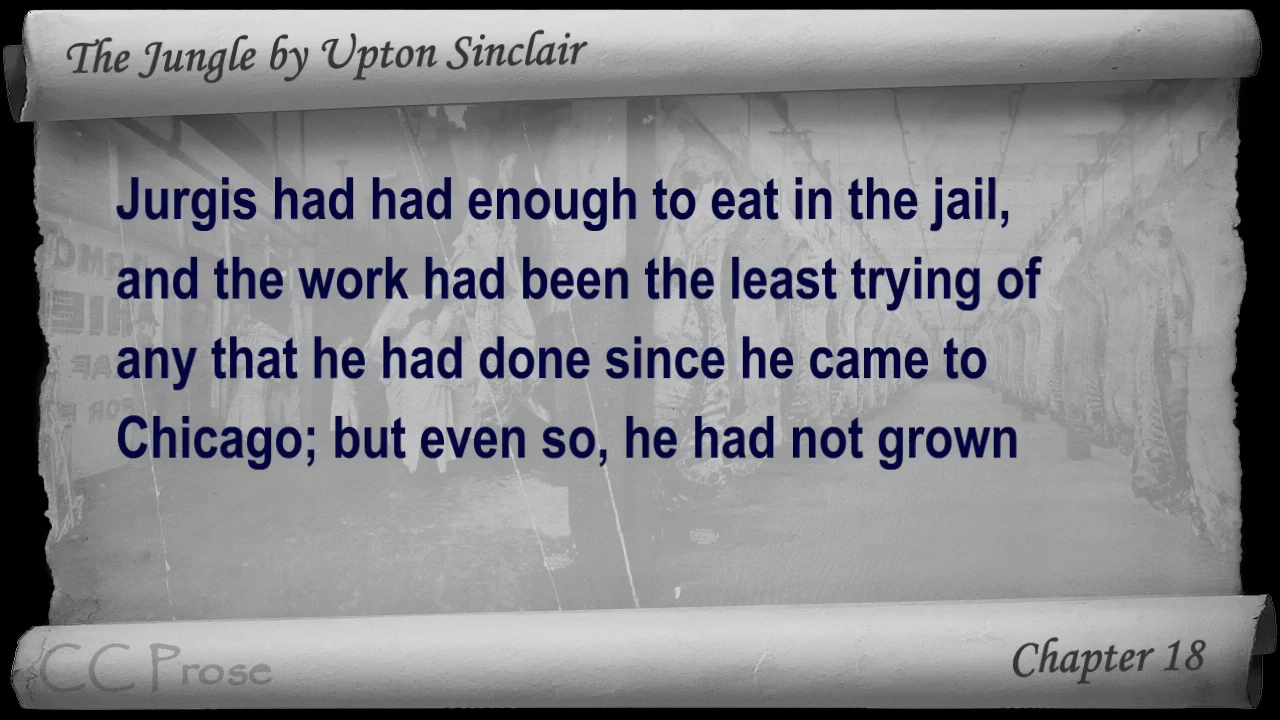 The Jungle by Upton Sinclair
Jurgis had had enough to eat in the jail,
and the work had been the least trying of
any that he had done since he came to
Chicago; but even so, he had not grown
CC Prose
Chapter 18